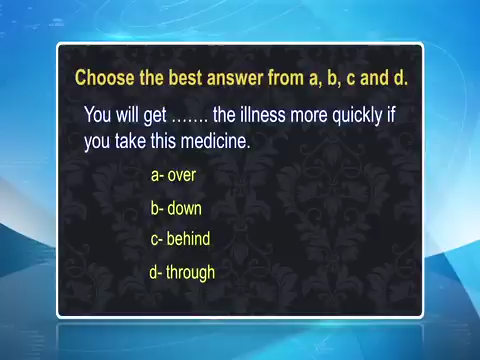 Choose the best answer from a, b, c and d.
You will get ……. the illness more quickly if
you take this medicine.
a- over
b- down
c- behind
d- through